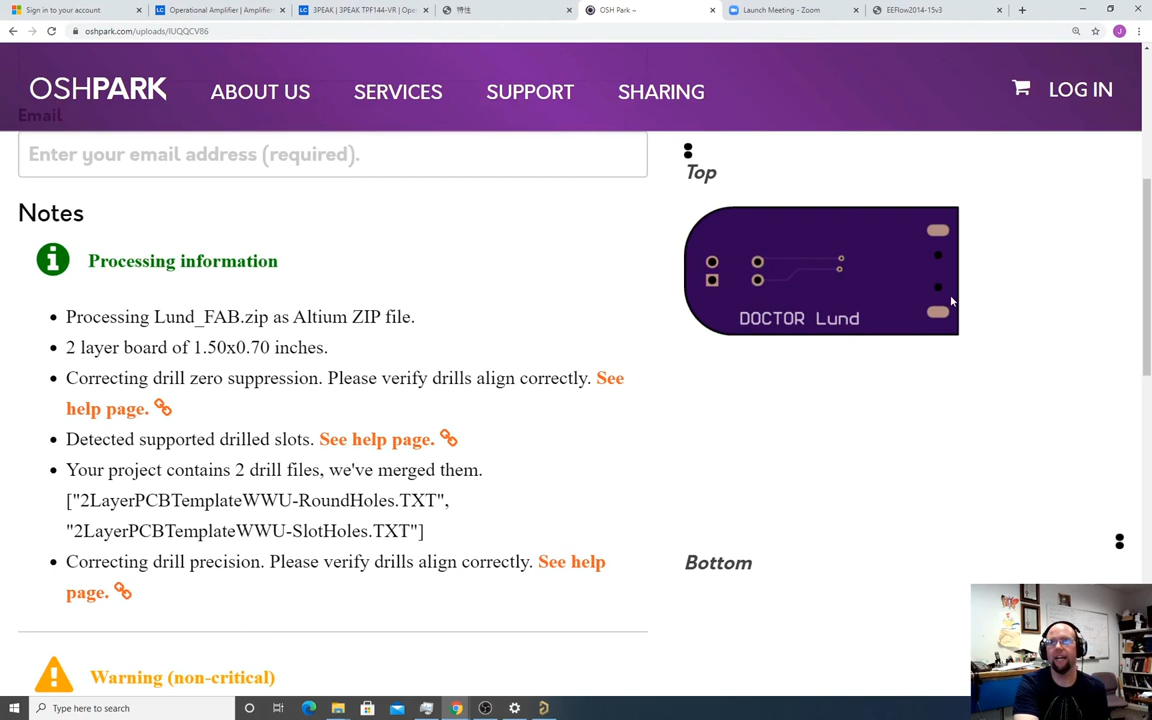 Sign in to your account
Operational Amplifier | Amplifier
3PEAK | 3PEAK TPF144-VR | Ope
特性
OSH Park ~
Launch Meeting - Zoom
EEFlow2014-15v3
oshpark.com/uploads/IUQQCV86
J
OSHPARK
ABOUT US
SERVICES
SUPPORT
SHARING
LOG IN
Email
Enter your email address (required).
Notes
Processing information
Processing Lund_FAB.zip as Altium ZIP file.
2 layer board of 1.50x0.70 inches.
Correcting drill zero suppression. Please verify drills align correctly. See
help page.
Detected supported drilled slots. See help page.
Your project contains 2 drill files, we've merged them.
["2LayerPCBTemplateWWU-RoundHoles.TXT",
"2LayerPCBTemplateWWU-SlotHoles.TXT"]
Correcting drill precision. Please verify drills align correctly. See help
page.
Warning (non-critical)
Top
DOCTOR Lund
Bottom
Type here to search